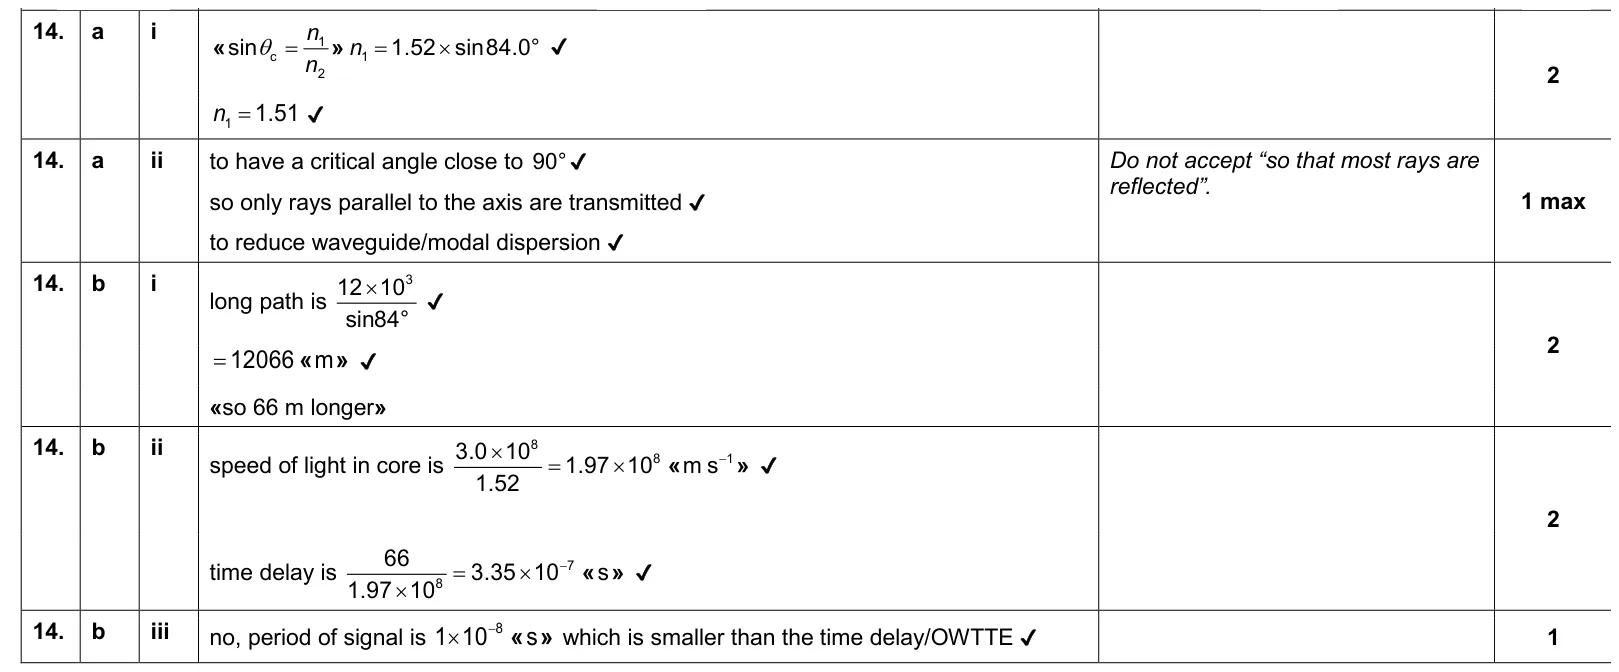 14. a i «sin θc = n1/n2» n1 = 1.52 × sin 84.0° ✓
n1 = 1.51 ✓
2
14. a ii to have a critical angle close to 90° ✓
so only rays parallel to the axis are transmitted ✓
to reduce waveguide/modal dispersion ✓
Do not accept “so that most rays are
reflected”.
1 max
14. b i long path is 12 × 10³/sin84° ✓
= 12066 «m» ✓
«so 66 m longer»
2
14. b ii speed of light in core is 3.0 × 10⁸/1.52 = 1.97 × 10⁸ «m s⁻¹» ✓
time delay is 66/1.97 × 10⁸ = 3.35 × 10⁻⁷ «s» ✓
2
14. b iii no, period of signal is 1 × 10⁻⁸ «s» which is smaller than the time delay/OWTTE ✓
1